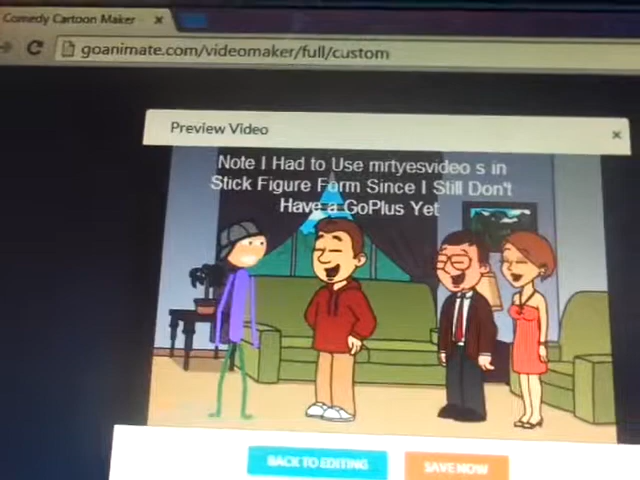 Comedy Cartoon Maker
goanimate.com/videomaker/full/custom
Preview Video
Note I Had to Use mrtyesvideo s in
Stick Figure Form Since I Still Don't
Have a GoPlus Yet
BACK TO EDITING
SAVE NOW